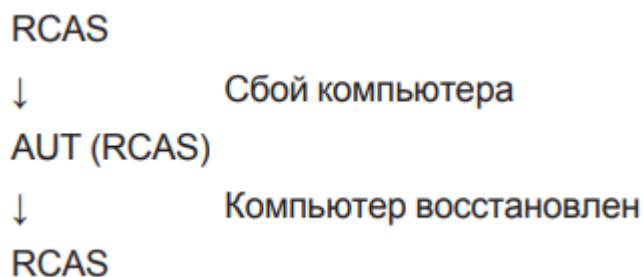 RCAS
↓ Сбой компьютера
AUT (RCAS)
↓ Компьютер восстановлен
RCAS